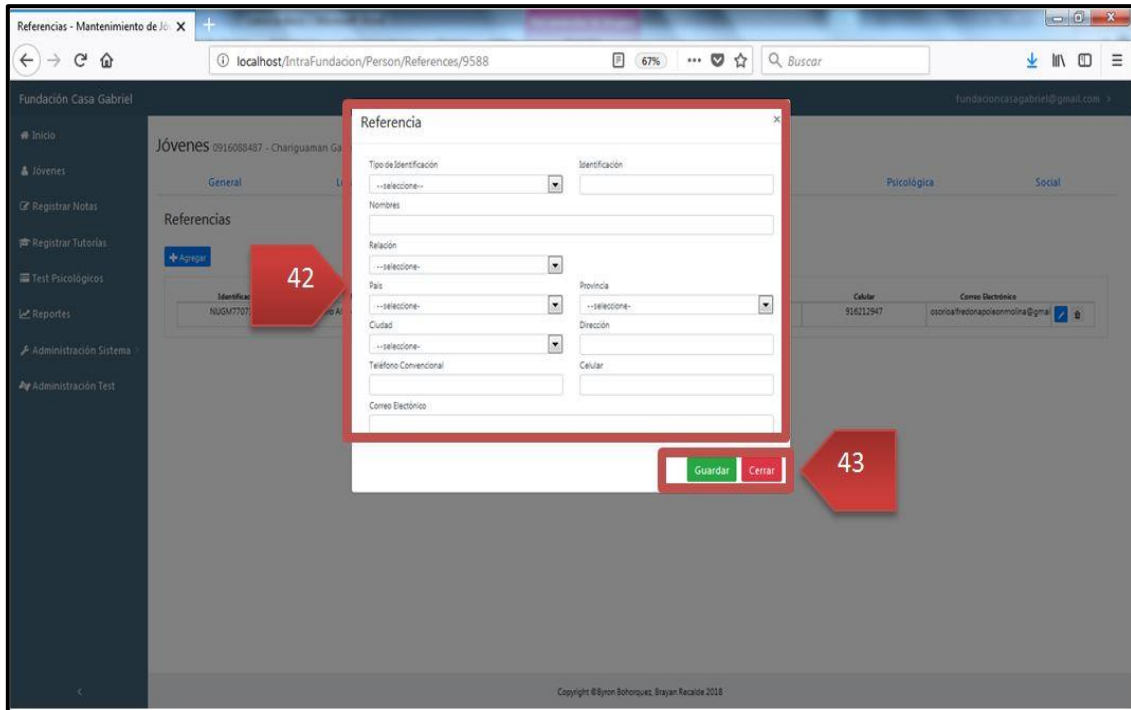 Referencias - Mantenimiento de Jó
localhost/IntraFundacion/Person/References/9588
67%
Buscar
Fundación Casa Gabriel
fundacioncasagabriel@gmail.com >
Inicio
Jóvenes
Registrar Notas
Registrar Tutorías
Test Psicológicos
Reportes
Administración Sistema
Administración Test
Jóvenes 0916088487 - Chariguaman Ga
General
Psicológica
Social
Referencias
Agregar
Celular
Correo Electrónico
NUGM7707
916212947
osorioalfredonapoleonmolina@gmai
Referencia
Tipo de Identificación
Identificación
--seleccione--
Nombres
Relación
--seleccione-
País
Provincia
--seleccione-
--seleccione-
Ciudad
Dirección
--seleccione-
Teléfono Convencional
Celular
Correo Electrónico
Guardar
Cerrar
42
43
Copyright ©Byron Bohorquez, Brayan Recalde 2018